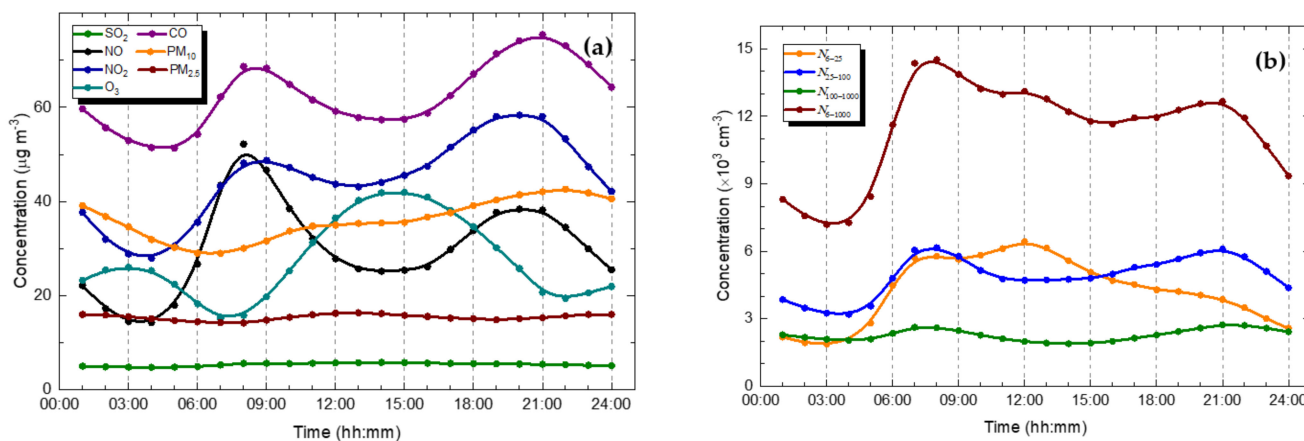 (a)
SO2 CO
NO PM10
NO2 PM2.5
O3
Concentration (μg m-3)
60
40
20
0
00:00 03:00 06:00 09:00 12:00 15:00 18:00 21:00 24:00
Time (hh:mm)
(b)
N6−25
N25−100
N100−1000
N6−1000
Concentration (×10^3 cm-3)
15
12
9
6
3
0
00:00 03:00 06:00 09:00 12:00 15:00 18:00 21:00 24:00
Time (hh:mm)